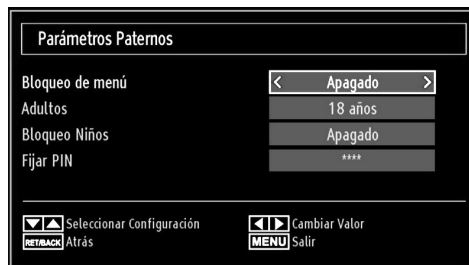 Parámetros Paternos
Bloqueo de menú < Apagado >
Adultos 18 años
Bloqueo Niños Apagado
Fijar PIN ****
Seleccionar Configuración Cambiar Valor
RET/BACK Atrás MENU Salir